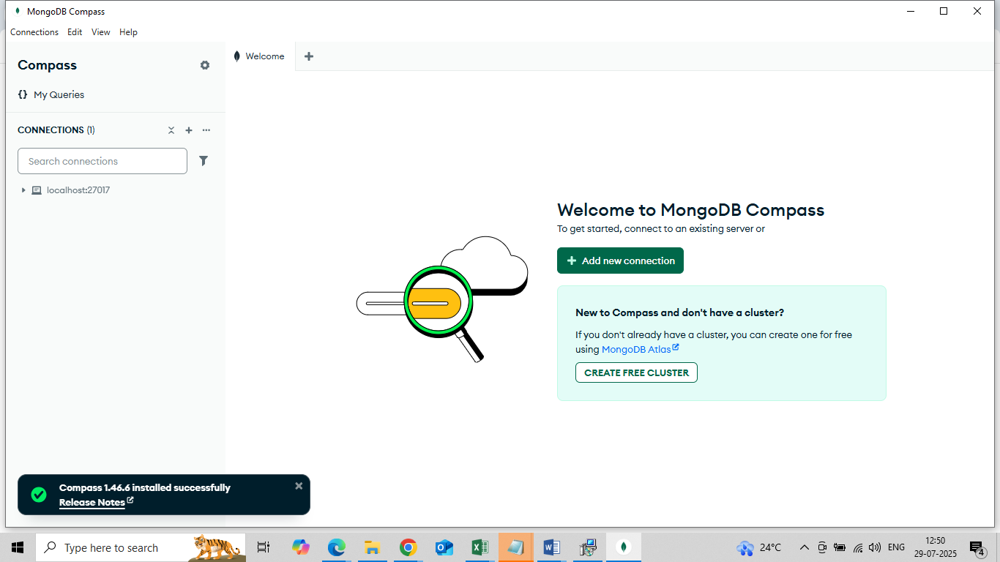 MongoDB Compass
Connections Edit View Help
Compass
{} My Queries
CONNECTIONS (1)
Search connections
localhost:27017
Welcome
Welcome to MongoDB Compass
To get started, connect to an existing server or
Add new connection
New to Compass and don't have a cluster?
If you don't already have a cluster, you can create one for free
using MongoDB Atlas
CREATE FREE CLUSTER
Compass 1.46.6 installed successfully
Release Notes
Type here to search
24°C
ENG
12:50
29-07-2025
4